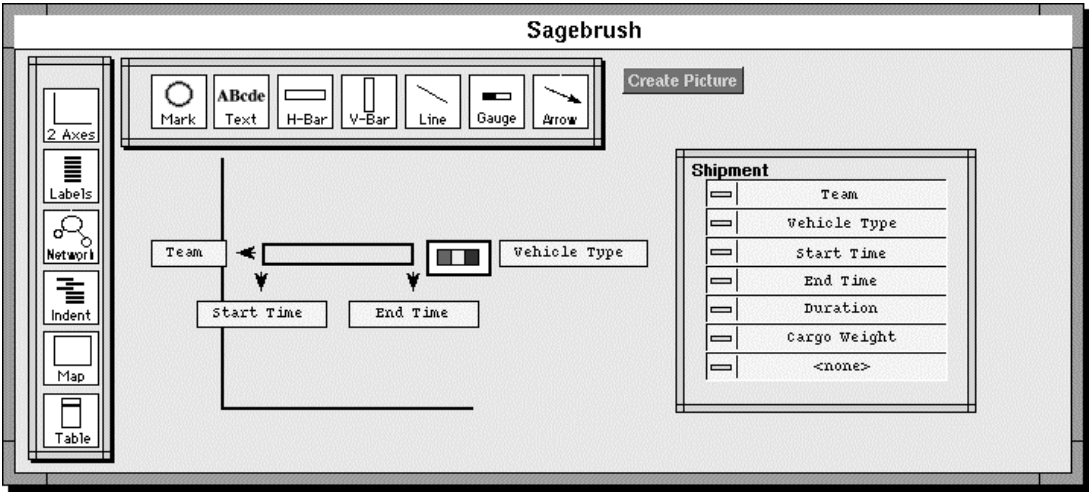 Sagebrush
Create Picture
ABcde
Mark Text H-Bar V-Bar Line Gauge Arrow
2 Axes
Labels
Network
Indent
Map
Table
Team
Vehicle Type
Start Time
End Time
Shipment
Team
Vehicle Type
Start Time
End Time
Duration
Cargo Weight
<none>